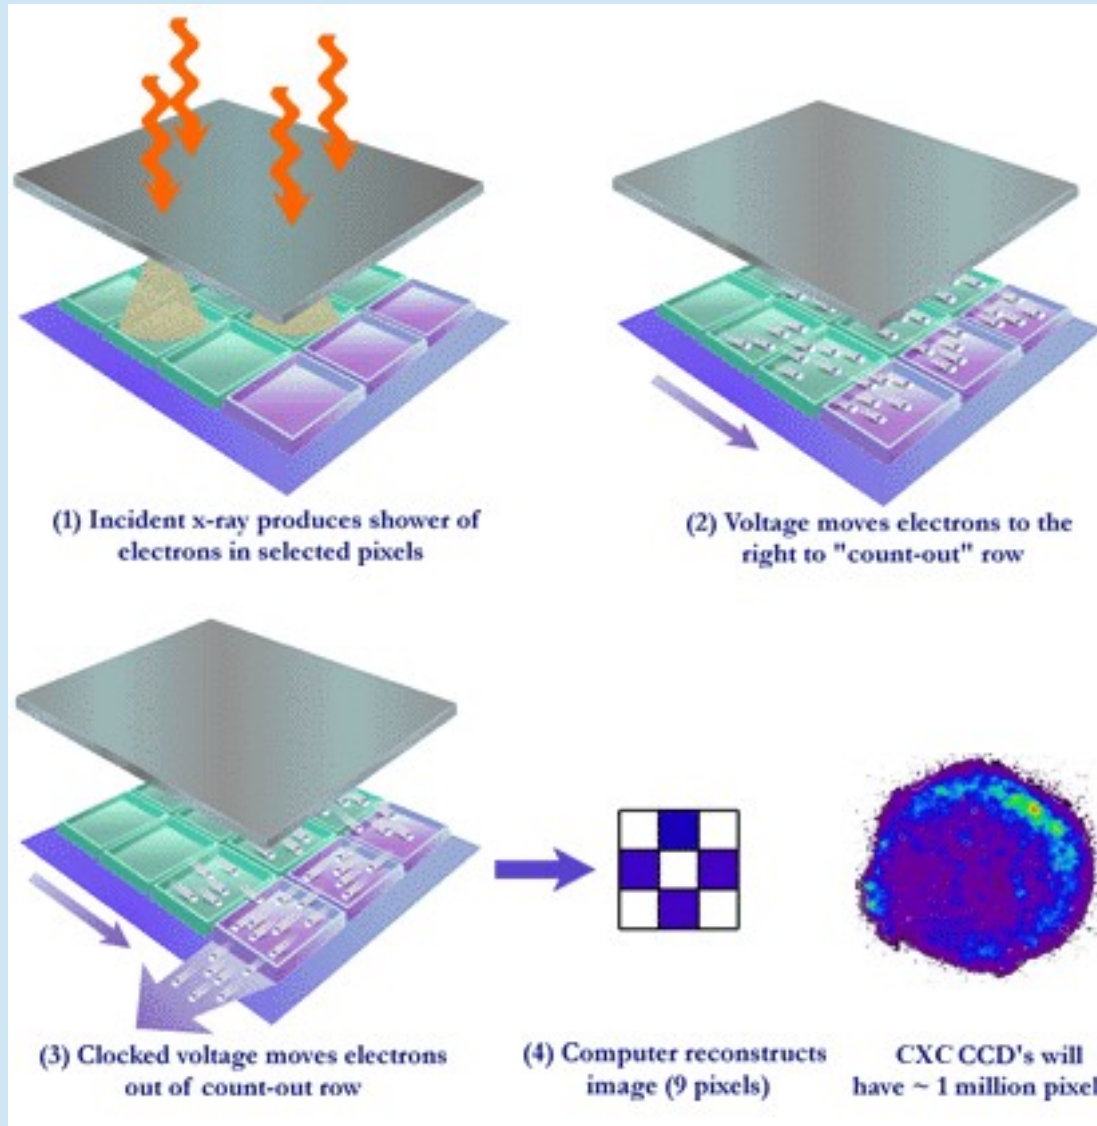 (1) Incident x-ray produces shower of
electrons in selected pixels
(2) Voltage moves electrons to the
right to "count-out" row
(3) Clocked voltage moves electrons
out of count-out row
(4) Computer reconstructs
image (9 pixels)
CXC CCD's will
have ~ 1 million pixel